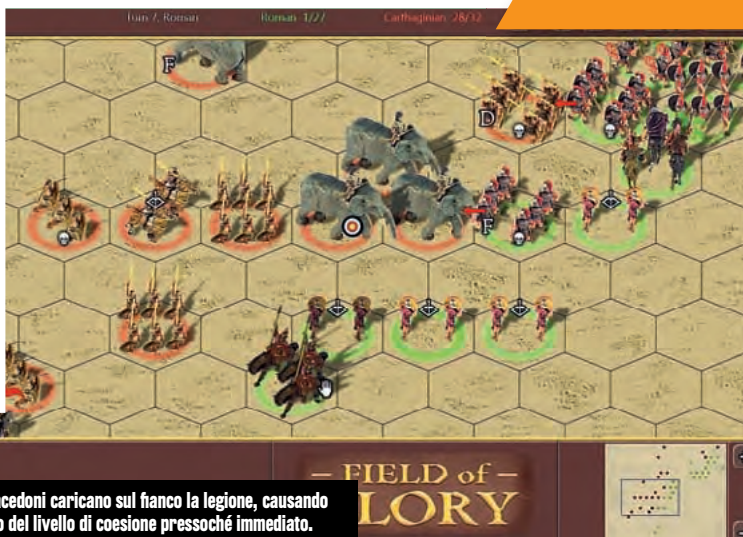 Turn 7, Roman Roman 1/27 Carthaginian 28/32
F
D
F
– FIELD of –
LORY
cedoni caricano sul fianco la legione, causando
o del livello di coesione pressoché immediato.